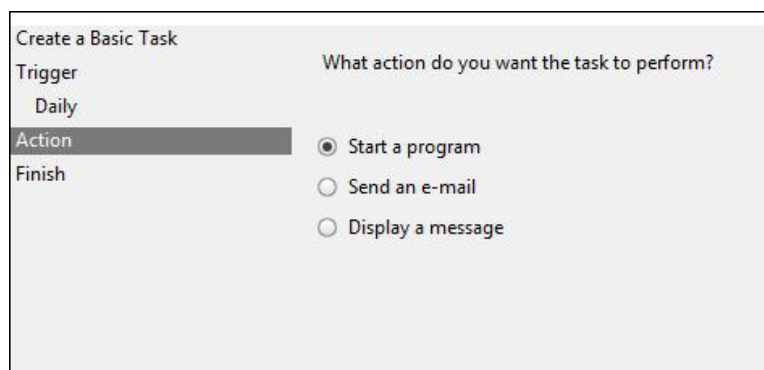 Create a Basic Task
Trigger
Daily
Action
Finish
What action do you want the task to perform?
Start a program
Send an e-mail
Display a message